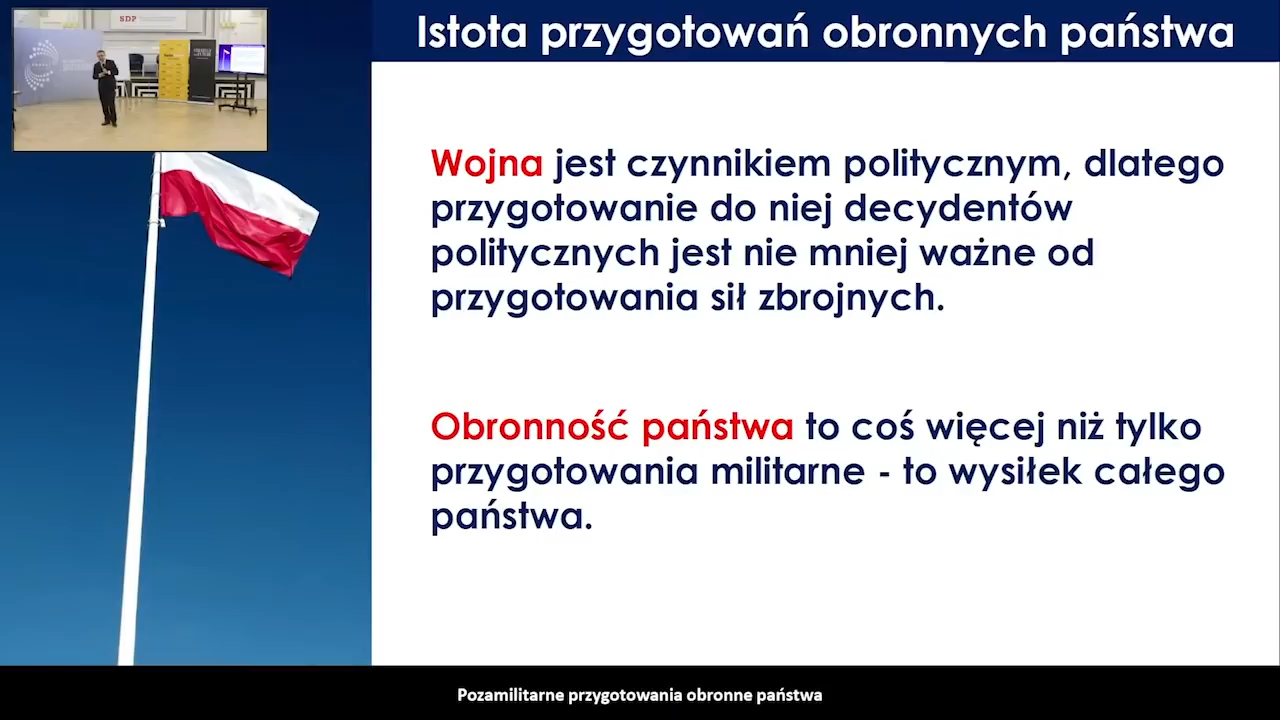 SDP
Istota przygotowań obronnych państwa
Wojna jest czynnikiem politycznym, dlatego
przygotowanie do niej decydentów
politycznych jest nie mniej ważne od
przygotowania sił zbrojnych.
Obronność państwa to coś więcej niż tylko
przygotowania militarne - to wysiłek całego
państwa.
Pozamilitarne przygotowania obronne państwa